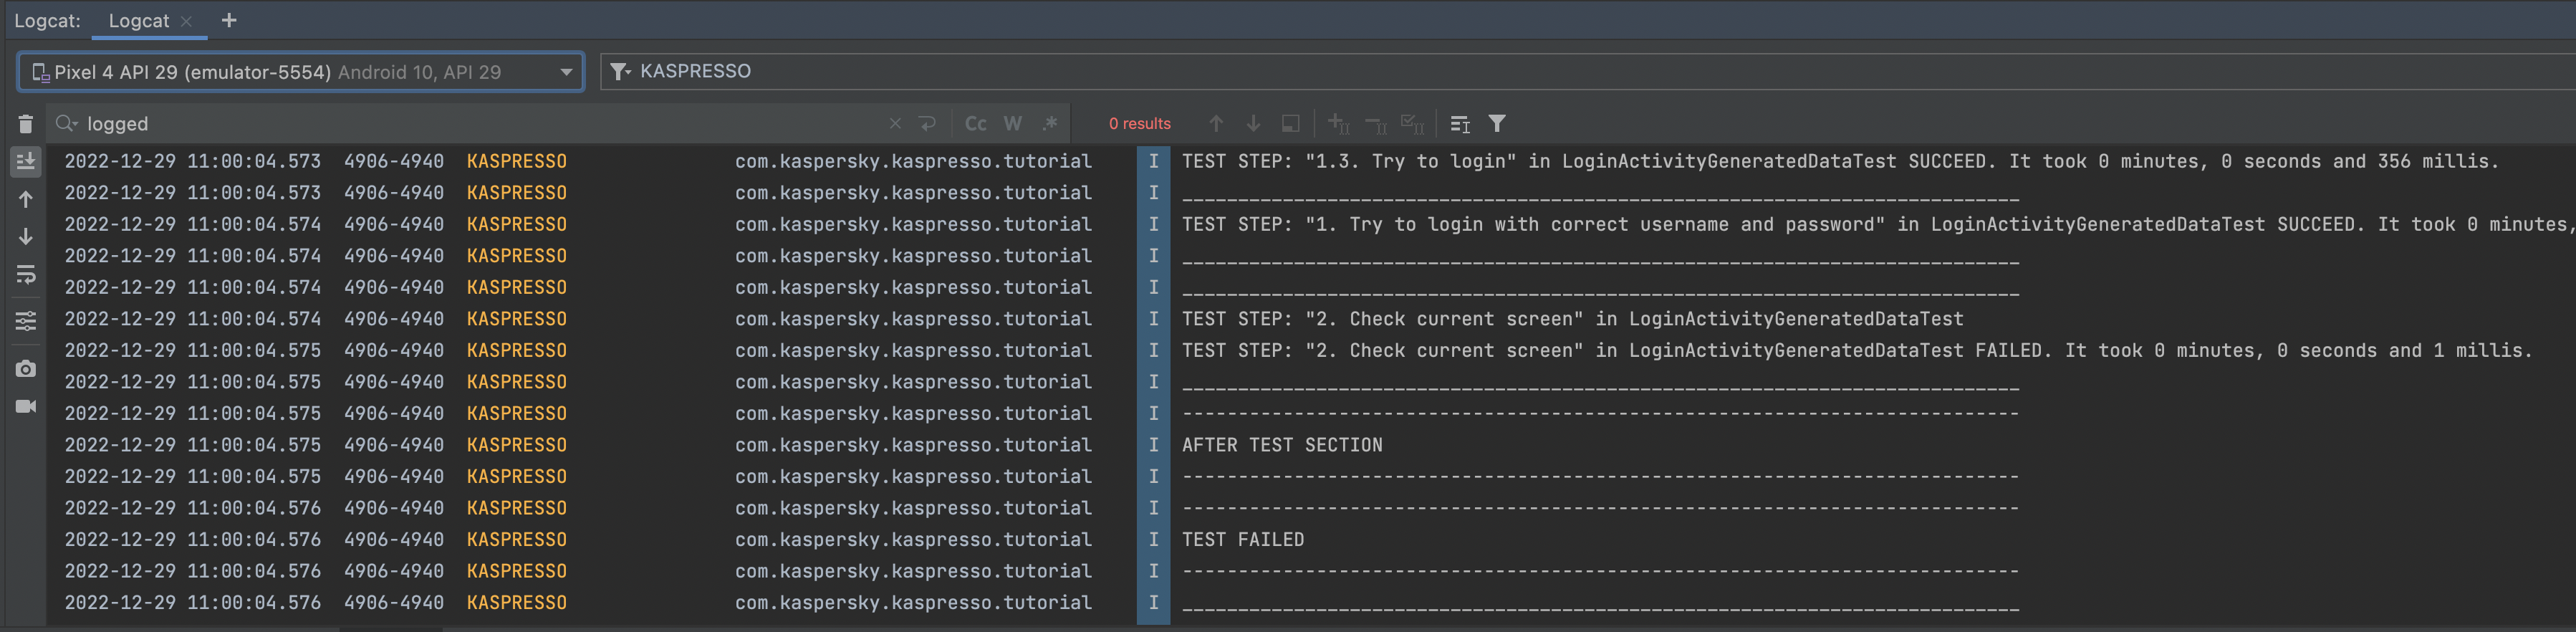 Logcat: Logcat
Pixel 4 API 29 (emulator-5554) Android 10, API 29 KASPRESSO
logged Cc W .* 0 results
2022-12-29 11:00:04.573 4906-4940 KASPRESSO com.kaspersky.kaspresso.tutorial I TEST STEP: "1.3. Try to login" in LoginActivityGeneratedDataTest SUCCEED. It took 0 minutes, 0 seconds and 356 millis.
2022-12-29 11:00:04.573 4906-4940 KASPRESSO com.kaspersky.kaspresso.tutorial I ___________________________________________________________________________
2022-12-29 11:00:04.574 4906-4940 KASPRESSO com.kaspersky.kaspresso.tutorial I TEST STEP: "1. Try to login with correct username and password" in LoginActivityGeneratedDataTest SUCCEED. It took 0 minutes,
2022-12-29 11:00:04.574 4906-4940 KASPRESSO com.kaspersky.kaspresso.tutorial I ___________________________________________________________________________
2022-12-29 11:00:04.574 4906-4940 KASPRESSO com.kaspersky.kaspresso.tutorial I ___________________________________________________________________________
2022-12-29 11:00:04.574 4906-4940 KASPRESSO com.kaspersky.kaspresso.tutorial I TEST STEP: "2. Check current screen" in LoginActivityGeneratedDataTest
2022-12-29 11:00:04.575 4906-4940 KASPRESSO com.kaspersky.kaspresso.tutorial I TEST STEP: "2. Check current screen" in LoginActivityGeneratedDataTest FAILED. It took 0 minutes, 0 seconds and 1 millis.
2022-12-29 11:00:04.575 4906-4940 KASPRESSO com.kaspersky.kaspresso.tutorial I ___________________________________________________________________________
2022-12-29 11:00:04.575 4906-4940 KASPRESSO com.kaspersky.kaspresso.tutorial I ---------------------------------------------------------------------------
2022-12-29 11:00:04.575 4906-4940 KASPRESSO com.kaspersky.kaspresso.tutorial I AFTER TEST SECTION
2022-12-29 11:00:04.575 4906-4940 KASPRESSO com.kaspersky.kaspresso.tutorial I ---------------------------------------------------------------------------
2022-12-29 11:00:04.576 4906-4940 KASPRESSO com.kaspersky.kaspresso.tutorial I ---------------------------------------------------------------------------
2022-12-29 11:00:04.576 4906-4940 KASPRESSO com.kaspersky.kaspresso.tutorial I TEST FAILED
2022-12-29 11:00:04.576 4906-4940 KASPRESSO com.kaspersky.kaspresso.tutorial I ---------------------------------------------------------------------------
2022-12-29 11:00:04.576 4906-4940 KASPRESSO com.kaspersky.kaspresso.tutorial I ___________________________________________________________________________